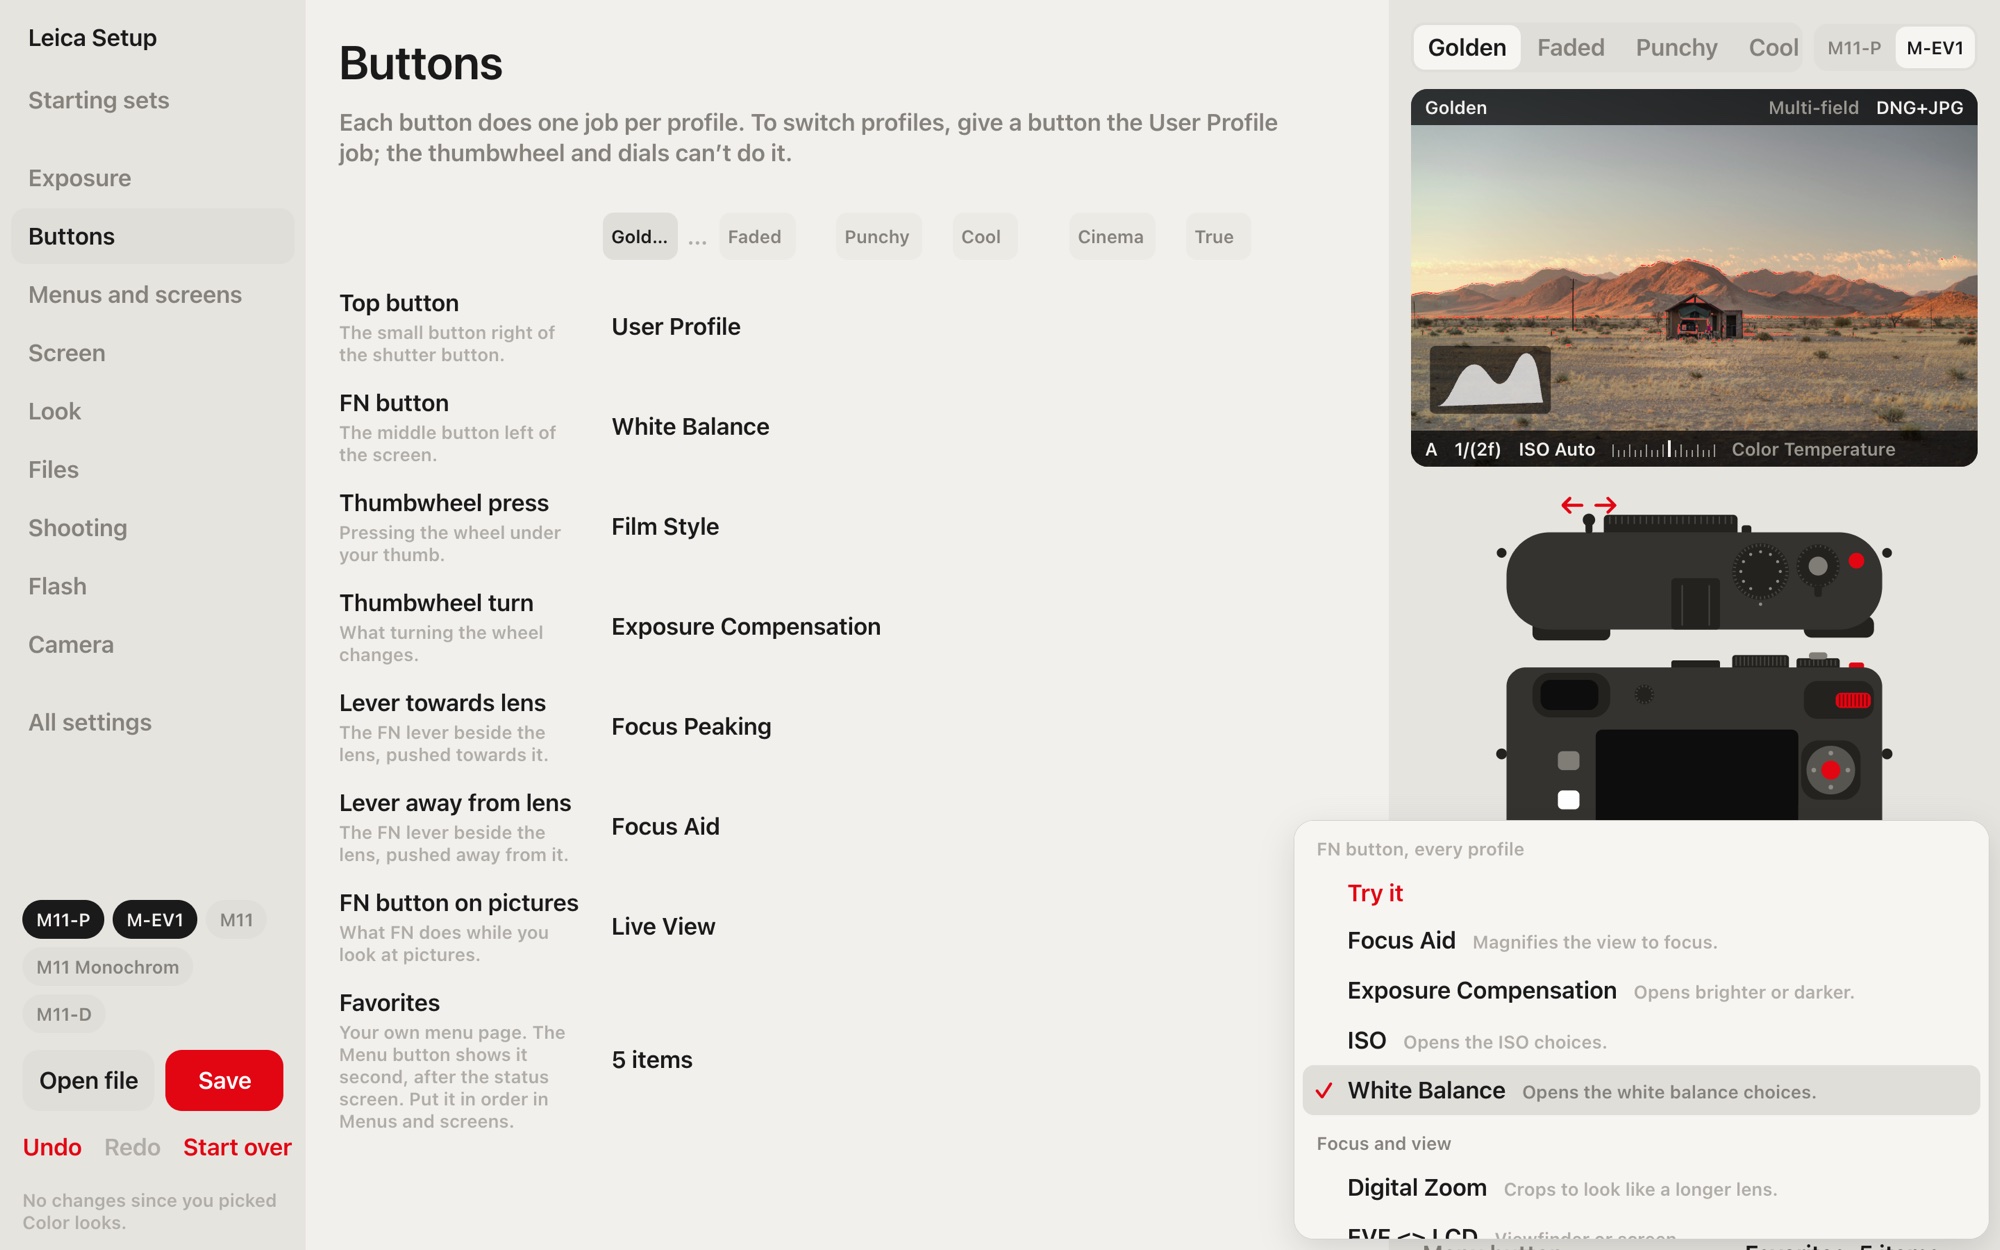 Leica Setup
Starting sets
Exposure
Buttons
Menus and screens
Screen
Look
Files
Shooting
Flash
Camera
All settings
M11-P
M-EV1
M11
M11 Monochrom
M11-D
Open file
Save
Undo
Redo
Start over
No changes since you picked
Color looks.
Buttons
Each button does one job per profile. To switch profiles, give a button the User Profile
job; the thumbwheel and dials can’t do it.
Gold...
...
Faded
Punchy
Cool
Cinema
True
Top button
The small button right of
the shutter button.
User Profile
FN button
The middle button left of
the screen.
White Balance
Thumbwheel press
Pressing the wheel under
your thumb.
Film Style
Thumbwheel turn
What turning the wheel
changes.
Exposure Compensation
Lever towards lens
The FN lever beside the
lens, pushed towards it.
Focus Peaking
Lever away from lens
The FN lever beside the
lens, pushed away from it.
Focus Aid
FN button on pictures
What FN does while you
look at pictures.
Live View
Favorites
Your own menu page. The
Menu button shows it
second, after the status
screen. Put it in order in
Menus and screens.
5 items
Golden
Faded
Punchy
Cool
M11-P
M-EV1
Golden
Multi-field
DNG+JPG
A
1/(2f)
ISO Auto
Color Temperature
FN button, every profile
Try it
Focus Aid Magnifies the view to focus.
Exposure Compensation Opens brighter or darker.
ISO Opens the ISO choices.
White Balance Opens the white balance choices.
Focus and view
Digital Zoom Crops to look like a longer lens.
EVF <> LCD Viewfinder or screen.